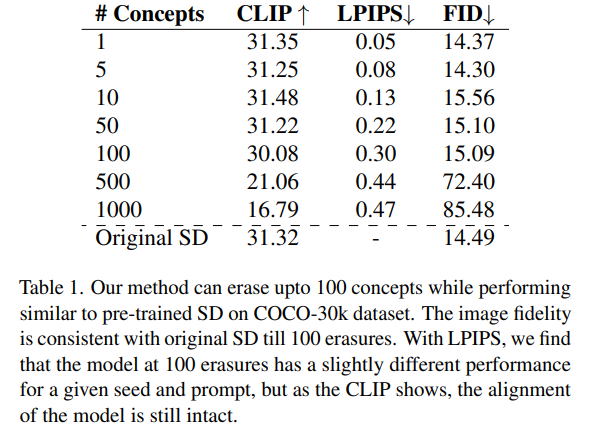 # Concepts CLIP ↑ LPIPS↓ FID↓
1 31.35 0.05 14.37
5 31.25 0.08 14.30
10 31.48 0.13 15.56
50 31.22 0.22 15.10
100 30.08 0.30 15.09
500 21.06 0.44 72.40
1000 16.79 0.47 85.48
Original SD 31.32 - 14.49
Table 1. Our method can erase upto 100 concepts while performing
similar to pre-trained SD on COCO-30k dataset. The image fidelity
is consistent with original SD till 100 erasures. With LPIPS, we find
that the model at 100 erasures has a slightly different performance
for a given seed and prompt, but as the CLIP shows, the alignment
of the model is still intact.